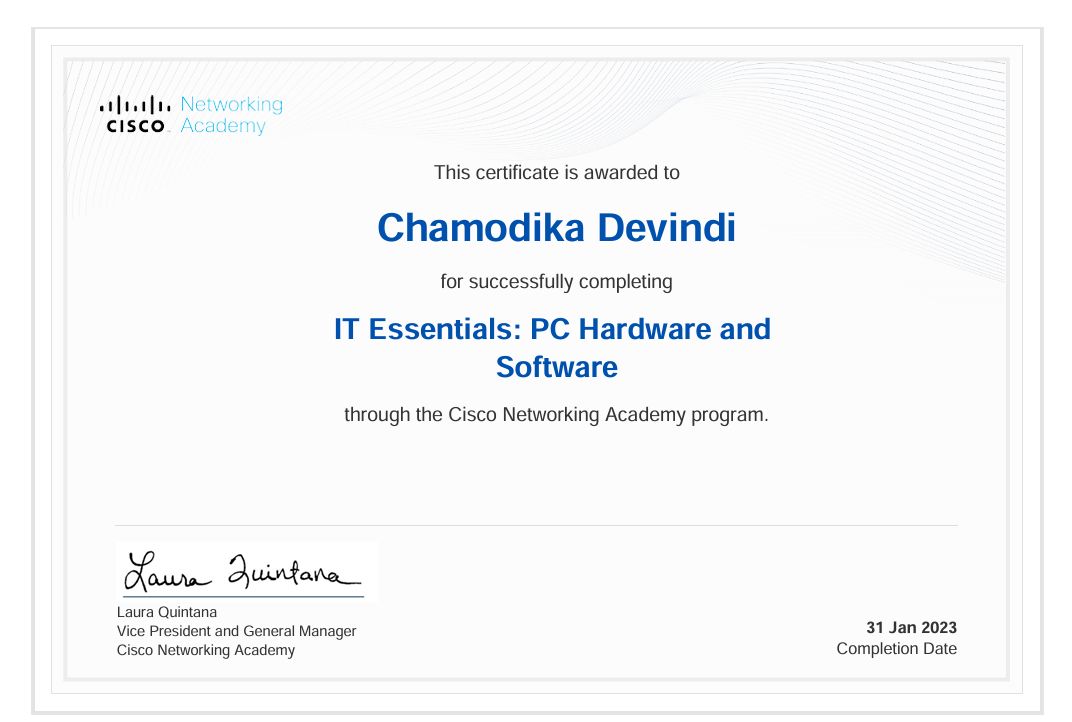 Networking
CISCO Academy
This certificate is awarded to
Chamodika Devindi
for successfully completing
IT Essentials: PC Hardware and
Software
through the Cisco Networking Academy program.
Laura Quintana
Laura Quintana
Vice President and General Manager
Cisco Networking Academy
31 Jan 2023
Completion Date